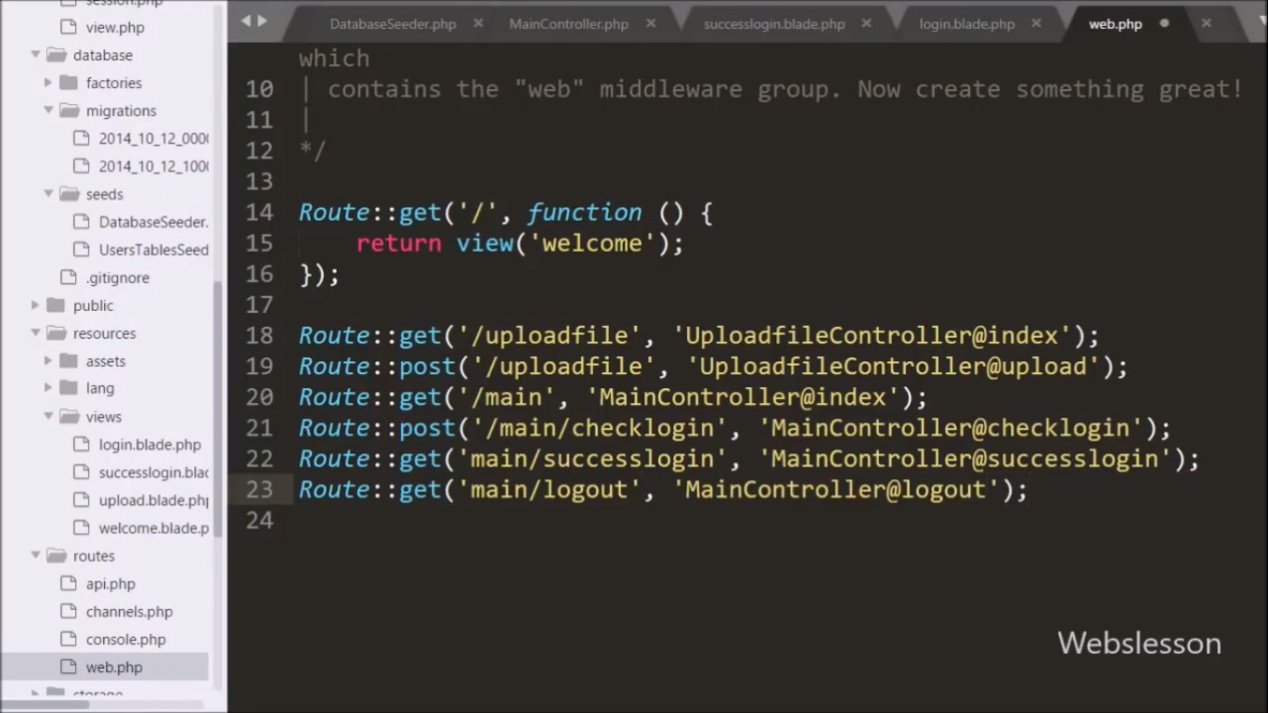 session.php
view.php
database
factories
migrations
2014_10_12_000
2014_10_12_100
seeds
DatabaseSeeder.
UsersTablesSeed
.gitignore
public
resources
assets
lang
views
login.blade.php
successlogin.blad
upload.blade.php
welcome.blade.p
routes
api.php
channels.php
console.php
web.php
storage
DatabaseSeeder.php × MainController.php × successlogin.blade.php × login.blade.php × web.php ×
which
10 | contains the "web" middleware group. Now create something great!
11 |
12 */
13
14 Route::get('/', function () {
15 return view('welcome');
16 });
17
18 Route::get('/uploadfile', 'UploadfileController@index');
19 Route::post('/uploadfile', 'UploadfileController@upload');
20 Route::get('/main', 'MainController@index');
21 Route::post('/main/checklogin', 'MainController@checklogin');
22 Route::get('main/successlogin', 'MainController@successlogin');
23 Route::get('main/logout', 'MainController@logout');
24
Webslesson